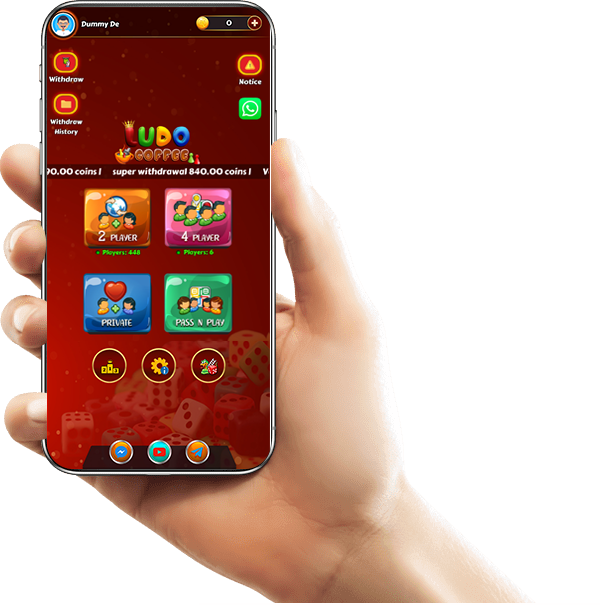 Dummy De
0
Withdraw
Notice
Withdraw
History
LUDO
COFFEE
90.00 coins !
super withdrawal 840.00 coins !
2 PLAYER
4 PLAYER
Players: 448
Players: 6
PRIVATE
PASS N PLAY